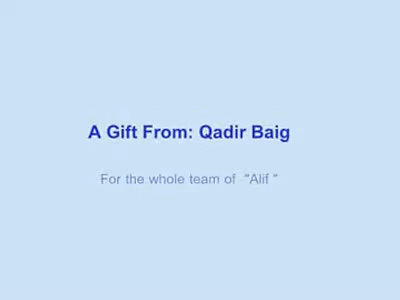 A Gift From: Qadir Baig
For the whole team of  "Alif "